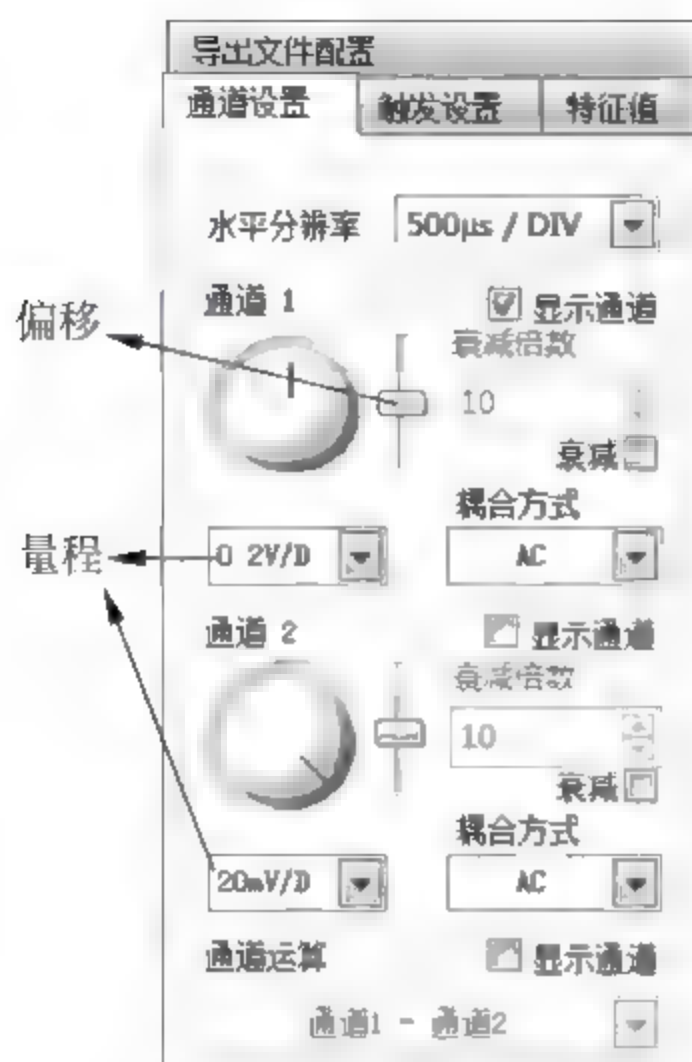 导出文件配置
通道设置 触发设置 特征值
水平分辨率 500μs / DIV
通道 1 显示通道
偏移
衰减倍数
10
衰减
耦合方式
量程
0 2V/D AC
通道 2 显示通道
衰减倍数
10
衰减
耦合方式
20mV/D AC
通道运算 显示通道
通道1 - 通道2